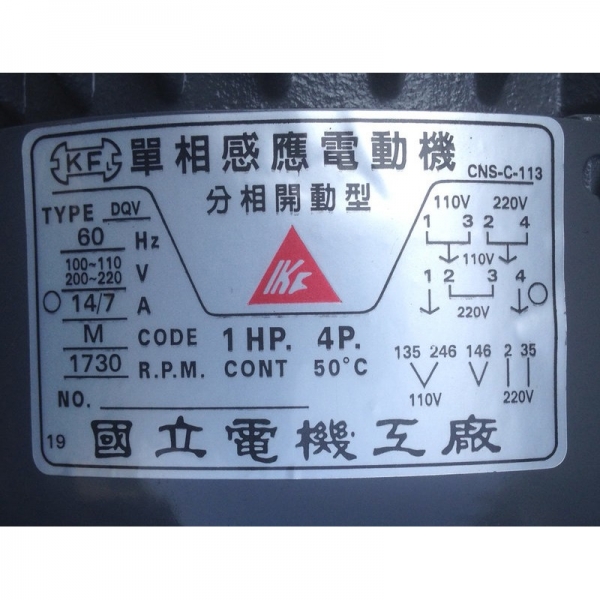 KF 單相感應電動機 CNS-C-113
分相開動型
TYPE DQV
60 Hz
100~110
200~220 V
14/7 A
M CODE 1 HP. 4P.
1730 R.P.M. CONT 50°C
NO.
110V 220V
1 3 2 4
110V
1 2 3 4
220V
135 246 146 2 35
110V 220V
IKF
19 國立電機工廠